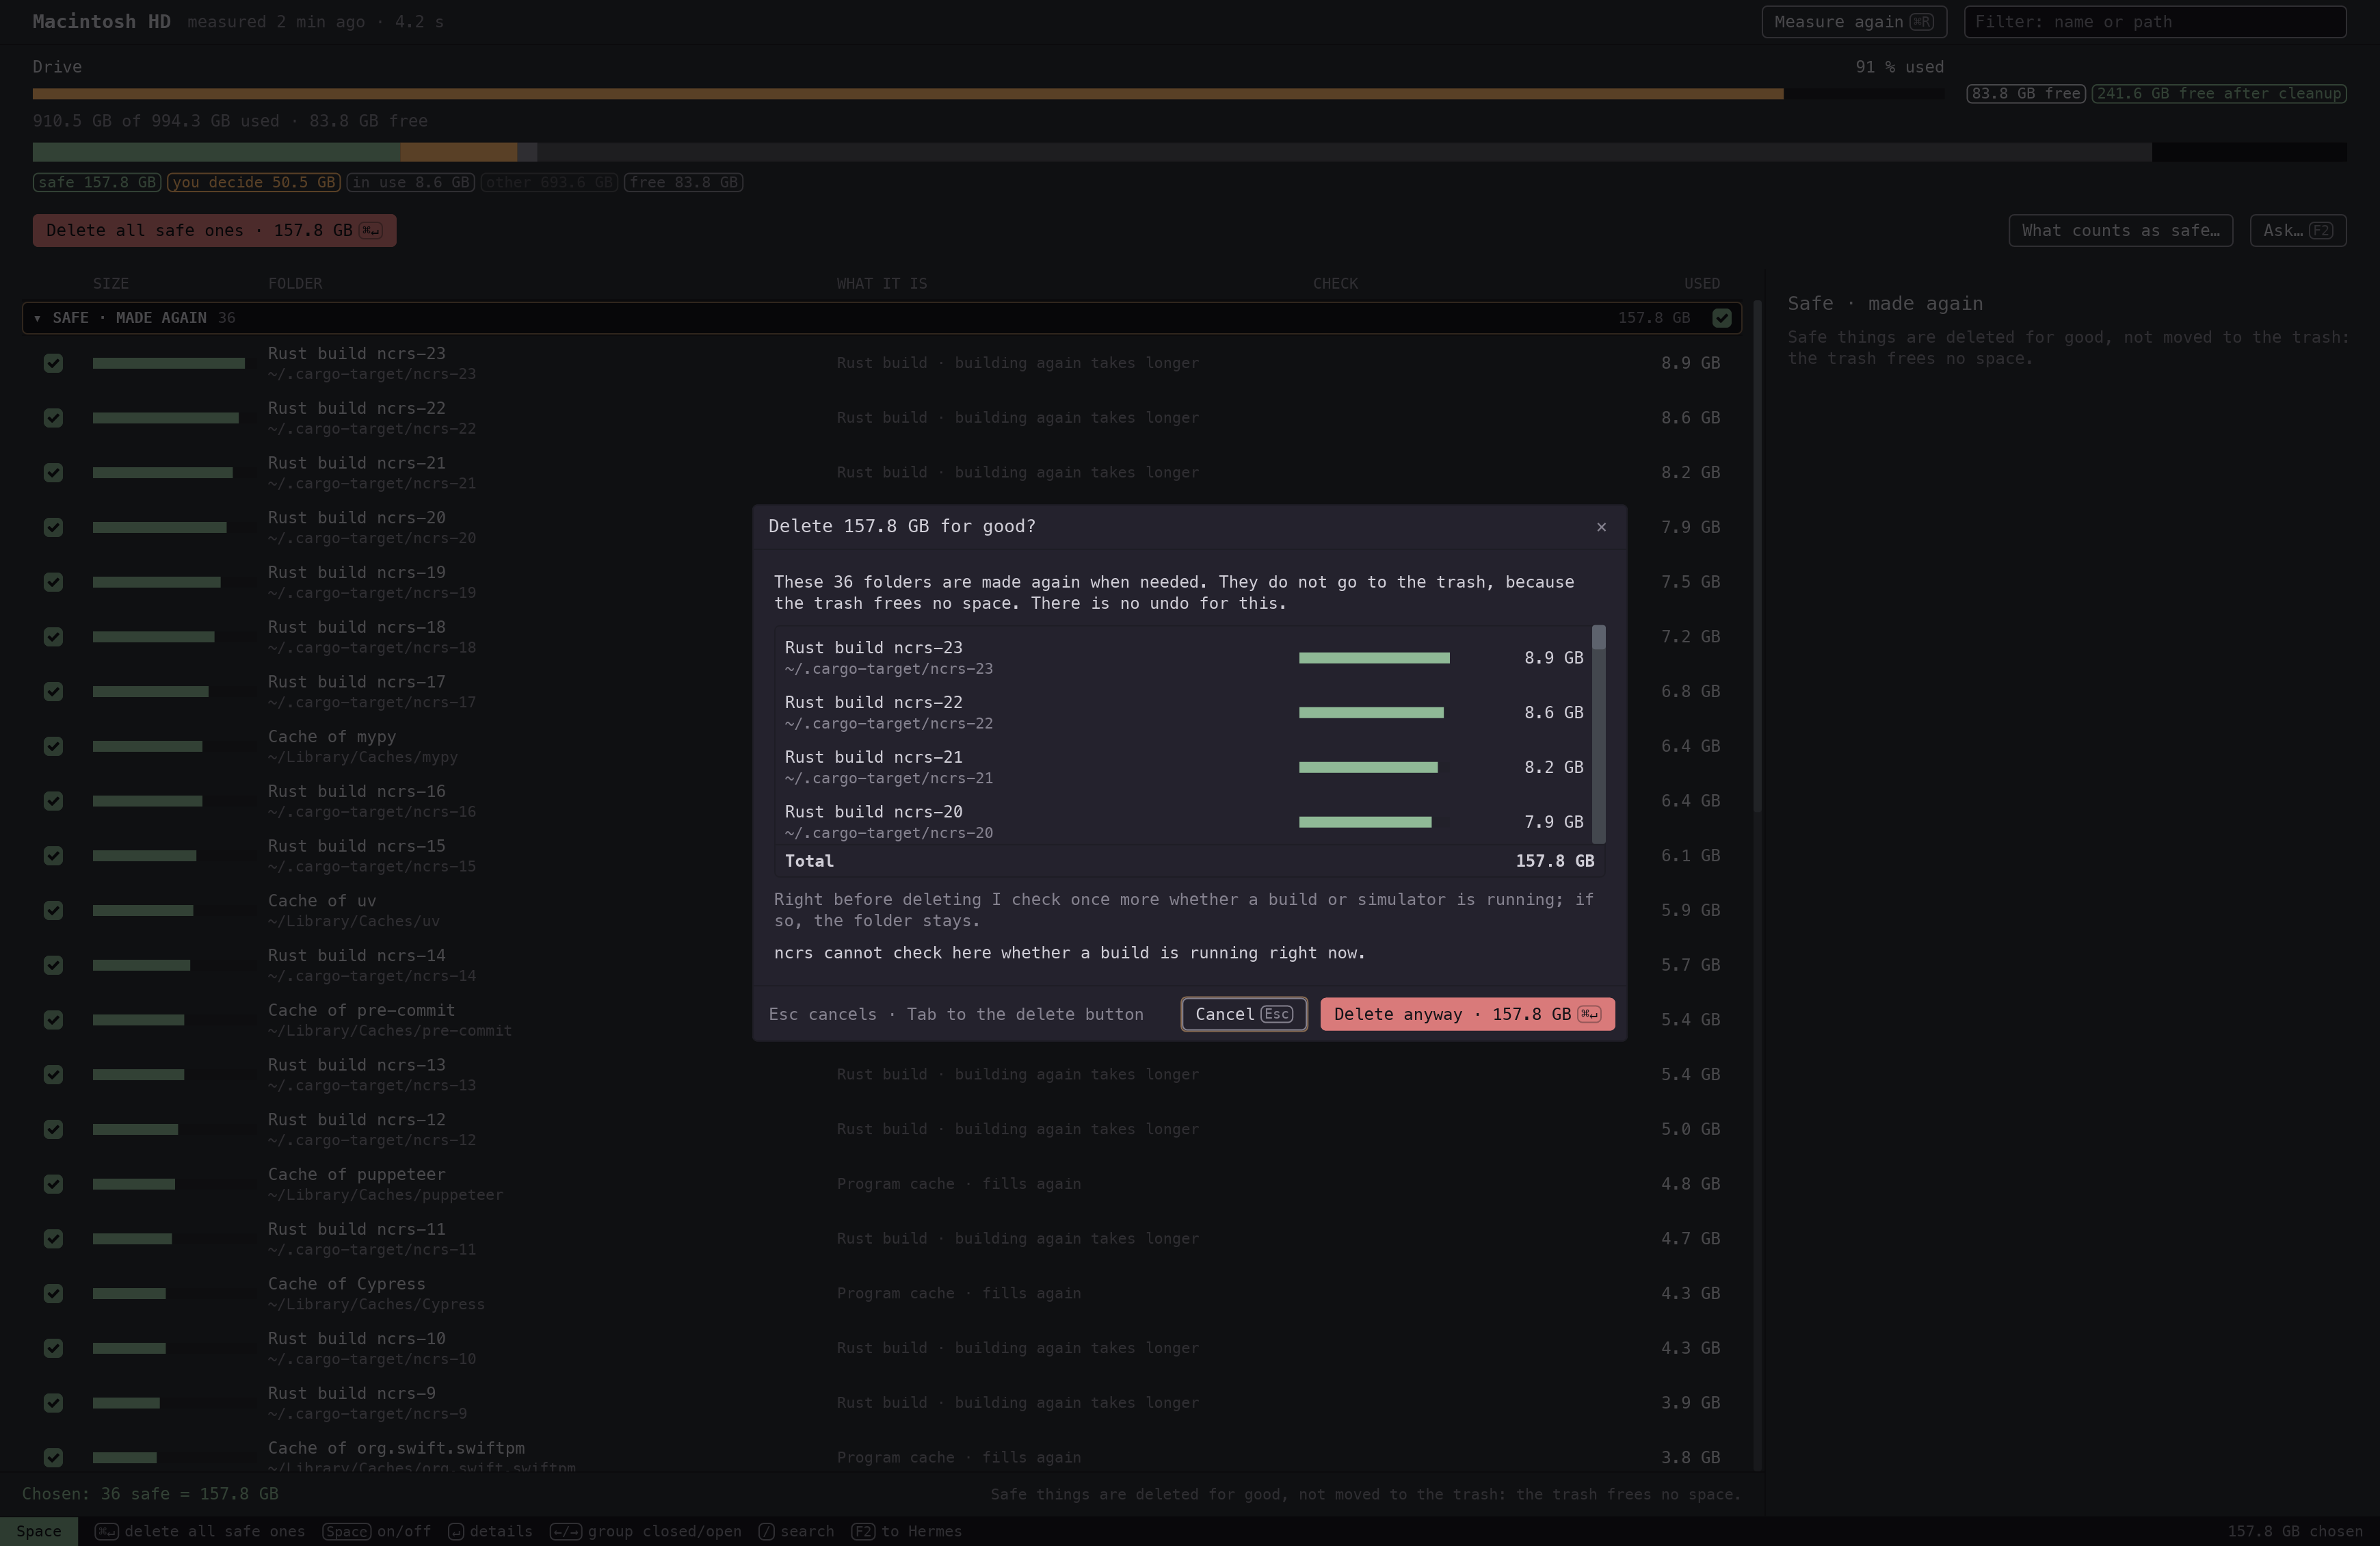 Macintosh HD measured 2 min ago · 4.2 s
Measure again ⌘R
Filter: name or path
Drive
91 % used
83.8 GB free
241.6 GB free after cleanup
910.5 GB of 994.3 GB used · 83.8 GB free
safe 157.8 GB
you decide 50.5 GB
in use 8.6 GB
other 693.6 GB
free 83.8 GB
Delete all safe ones · 157.8 GB ⌘↵
What counts as safe…
Ask… F2
SIZE FOLDER WHAT IT IS CHECK USED
▾ SAFE · MADE AGAIN 36 157.8 GB
Rust build ncrs-23
~/.cargo-target/ncrs-23
Rust build · building again takes longer
8.9 GB
Rust build ncrs-22
~/.cargo-target/ncrs-22
Rust build · building again takes longer
8.6 GB
Rust build ncrs-21
~/.cargo-target/ncrs-21
Rust build · building again takes longer
8.2 GB
Rust build ncrs-20
~/.cargo-target/ncrs-20
7.9 GB
Rust build ncrs-19
~/.cargo-target/ncrs-19
7.5 GB
Rust build ncrs-18
~/.cargo-target/ncrs-18
7.2 GB
Rust build ncrs-17
~/.cargo-target/ncrs-17
6.8 GB
Cache of mypy
~/Library/Caches/mypy
6.4 GB
Rust build ncrs-16
~/.cargo-target/ncrs-16
6.4 GB
Rust build ncrs-15
~/.cargo-target/ncrs-15
6.1 GB
Cache of uv
~/Library/Caches/uv
5.9 GB
Rust build ncrs-14
~/.cargo-target/ncrs-14
5.7 GB
Cache of pre-commit
~/Library/Caches/pre-commit
5.4 GB
Rust build ncrs-13
~/.cargo-target/ncrs-13
Rust build · building again takes longer
5.4 GB
Rust build ncrs-12
~/.cargo-target/ncrs-12
Rust build · building again takes longer
5.0 GB
Cache of puppeteer
~/Library/Caches/puppeteer
Program cache · fills again
4.8 GB
Rust build ncrs-11
~/.cargo-target/ncrs-11
Rust build · building again takes longer
4.7 GB
Cache of Cypress
~/Library/Caches/Cypress
Program cache · fills again
4.3 GB
Rust build ncrs-10
~/.cargo-target/ncrs-10
Rust build · building again takes longer
4.3 GB
Rust build ncrs-9
~/.cargo-target/ncrs-9
Rust build · building again takes longer
3.9 GB
Cache of org.swift.swiftpm
~/Library/Caches/org.swift.swiftpm
Program cache · fills again
3.8 GB
Safe · made again
Safe things are deleted for good, not moved to the trash:
the trash frees no space.
Delete 157.8 GB for good? ×
These 36 folders are made again when needed. They do not go to the trash, because
the trash frees no space. There is no undo for this.
Rust build ncrs-23
~/.cargo-target/ncrs-23
8.9 GB
Rust build ncrs-22
~/.cargo-target/ncrs-22
8.6 GB
Rust build ncrs-21
~/.cargo-target/ncrs-21
8.2 GB
Rust build ncrs-20
~/.cargo-target/ncrs-20
7.9 GB
Total 157.8 GB
Right before deleting I check once more whether a build or simulator is running; if
so, the folder stays.
ncrs cannot check here whether a build is running right now.
Esc cancels · Tab to the delete button
Cancel Esc
Delete anyway · 157.8 GB ⌘↵
Chosen: 36 safe = 157.8 GB
Safe things are deleted for good, not moved to the trash: the trash frees no space.
Space ⌘↵ delete all safe ones Space on/off ↵ details ←/→ group closed/open / search F2 to Hermes
157.8 GB chosen